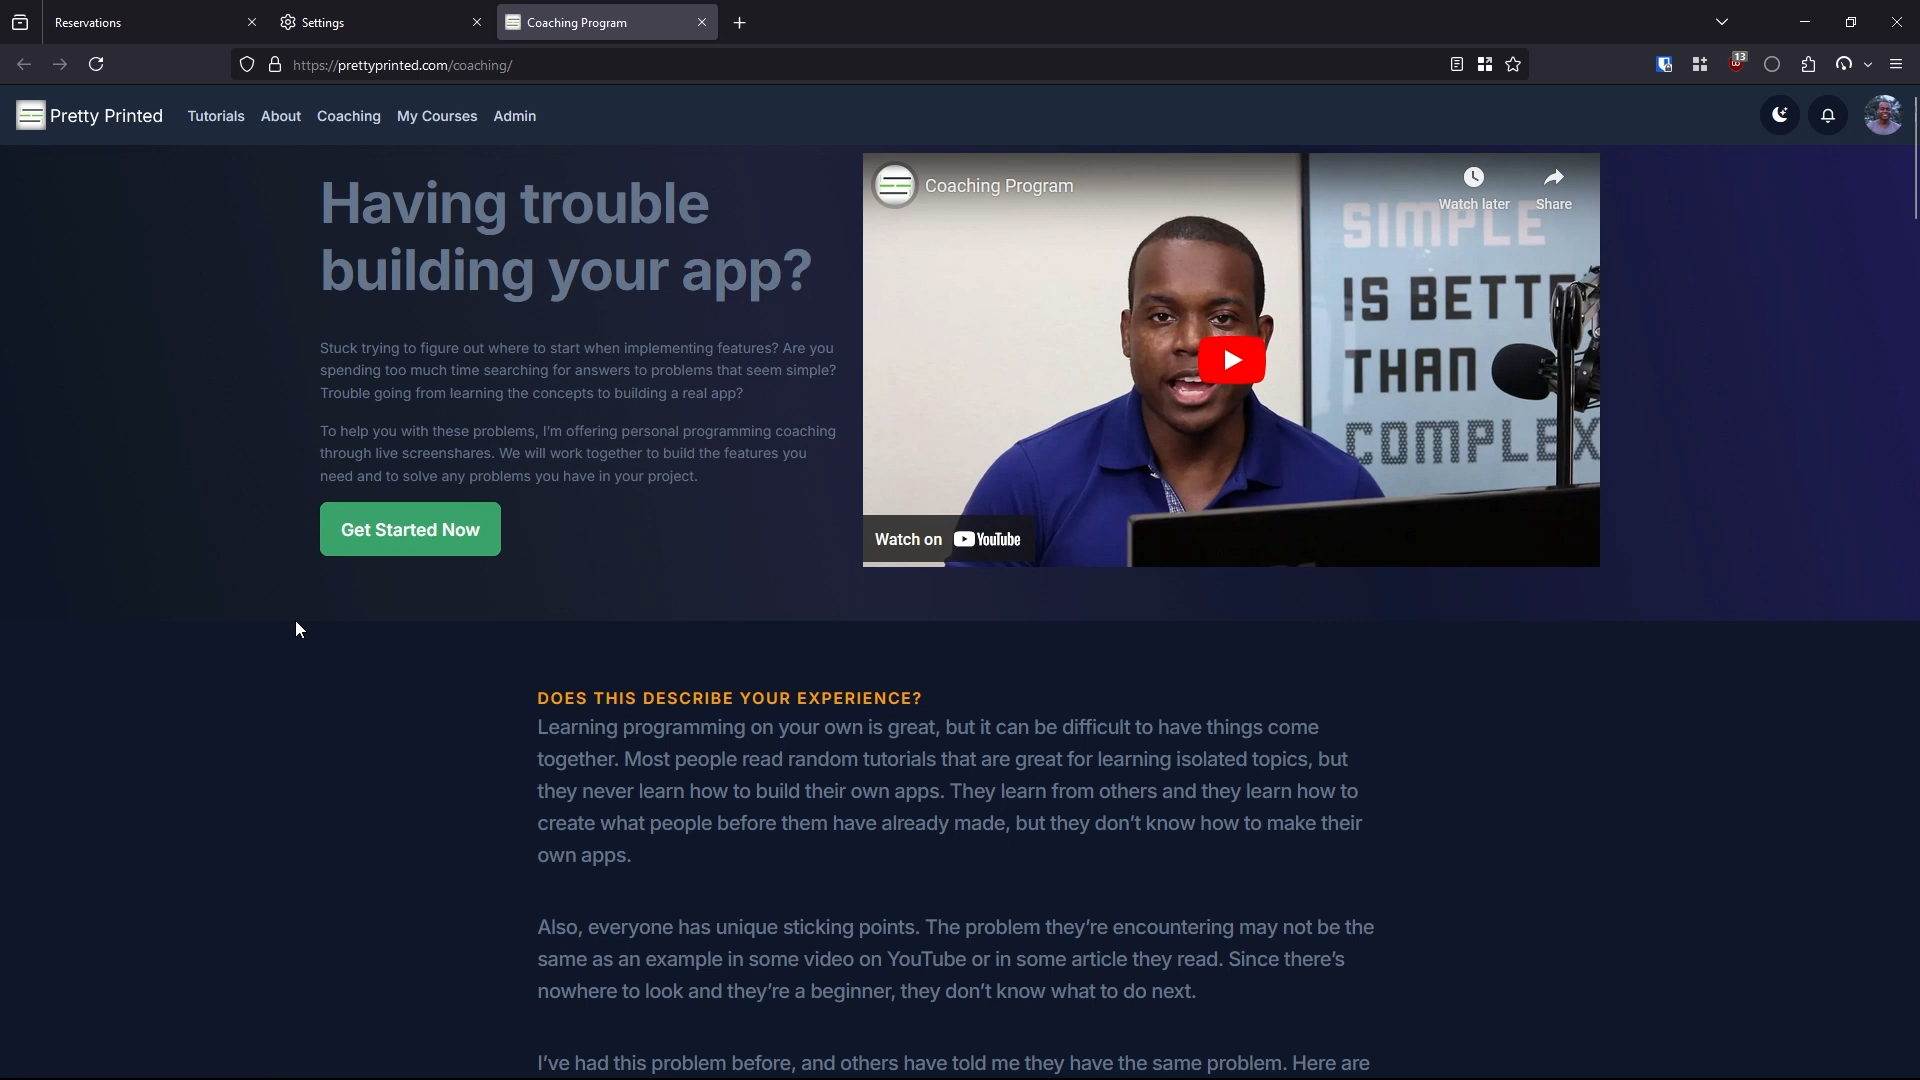 Reservations
Settings
Coaching Program
https://prettyprinted.com/coaching/
13
Pretty Printed
Tutorials
About
Coaching
My Courses
Admin
Having trouble
building your app?
Stuck trying to figure out where to start when implementing features? Are you
spending too much time searching for answers to problems that seem simple?
Trouble going from learning the concepts to building a real app?
To help you with these problems, I'm offering personal programming coaching
through live screenshares. We will work together to build the features you
need and to solve any problems you have in your project.
Get Started Now
Coaching Program
Watch later
Share
SIMPLE
IS BETTE
THAN
COMPLEX
Watch on YouTube
DOES THIS DESCRIBE YOUR EXPERIENCE?
Learning programming on your own is great, but it can be difficult to have things come
together. Most people read random tutorials that are great for learning isolated topics, but
they never learn how to build their own apps. They learn from others and they learn how to
create what people before them have already made, but they don't know how to make their
own apps.
Also, everyone has unique sticking points. The problem they're encountering may not be the
same as an example in some video on YouTube or in some article they read. Since there's
nowhere to look and they're a beginner, they don't know what to do next.
I've had this problem before, and others have told me they have the same problem. Here are